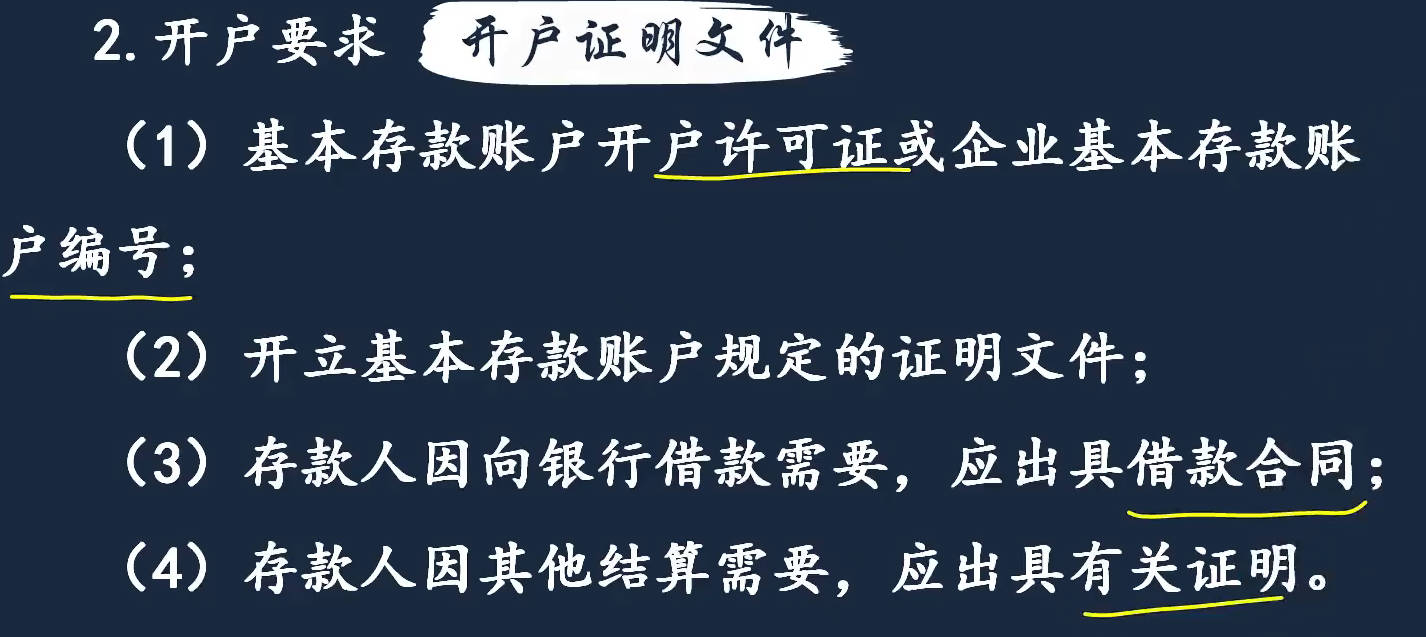 2. 开户要求 开户证明文件
（1）基本存款账户开户许可证或企业基本存款账
户编号；
（2）开立基本存款账户规定的证明文件；
（3）存款人因向银行借款需要，应出具借款合同；
（4）存款人因其他结算需要，应出具有关证明。